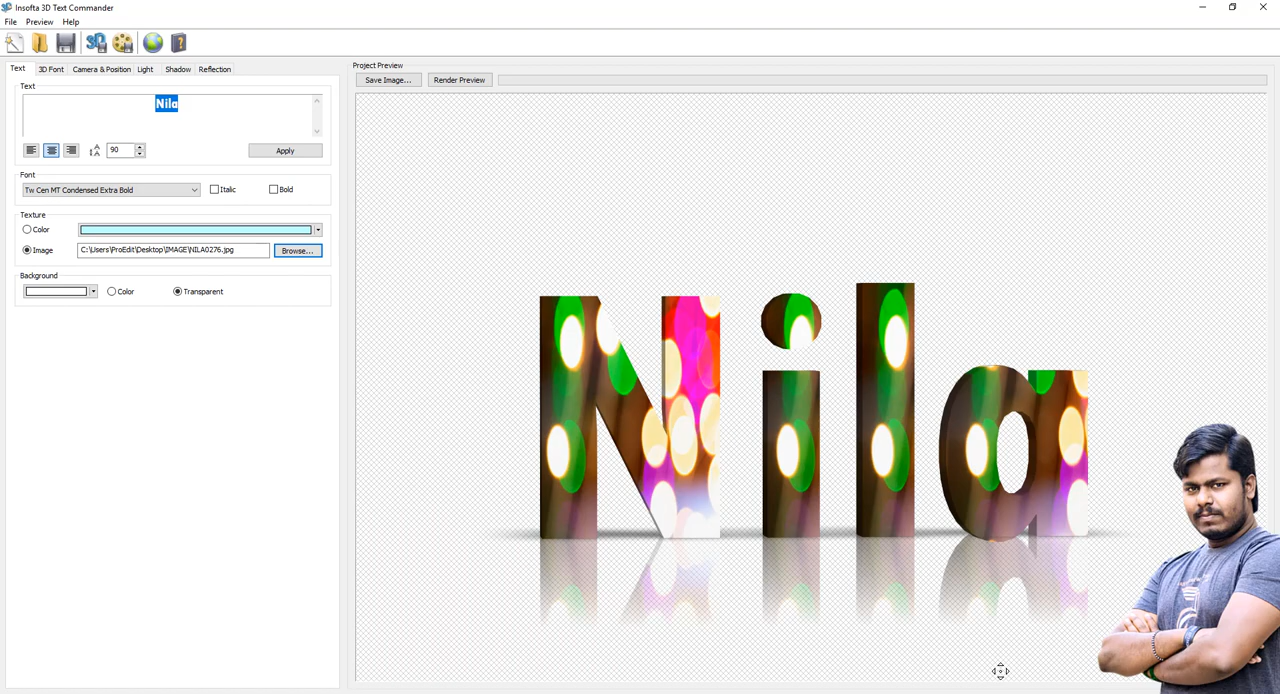 Insofta 3D Text Commander
File Preview Help
Text 3D Font Camera & Position Light Shadow Reflection
Text
Nila
90
Apply
Font
Tw Cen MT Condensed Extra Bold
Italic
Bold
Texture
Color
Image
C:\Users\ProEdit\Desktop\IMAGE\NILA0276.jpg
Browse...
Background
Color
Transparent
Project Preview
Save Image...
Render Preview
Nila